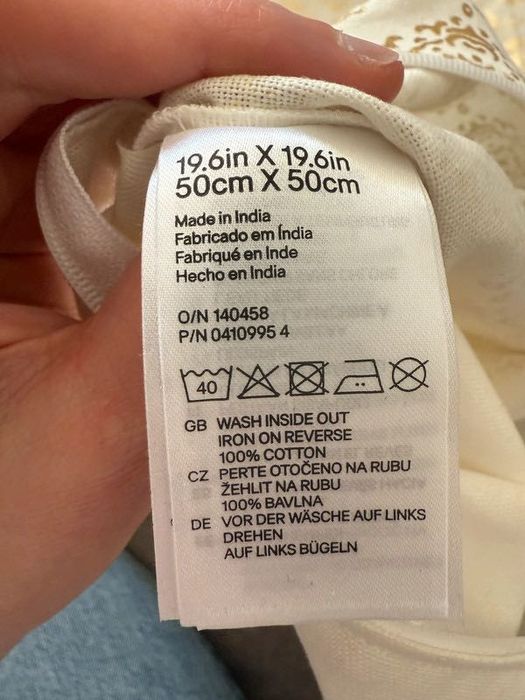 19.6in X 19.6in
50cm X 50cm
Made in India
Fabricado em Índia
Fabriqué en Inde
Hecho en India
O/N 140458
P/N 0410995 4
40
GB WASH INSIDE OUT
IRON ON REVERSE
100% COTTON
CZ PERTE OTOČENO NA RUBU
ŽEHLIT NA RUBU
100% BAVLNA
DE VOR DER WÄSCHE AUF LINKS
DREHEN
AUF LINKS BÜGELN